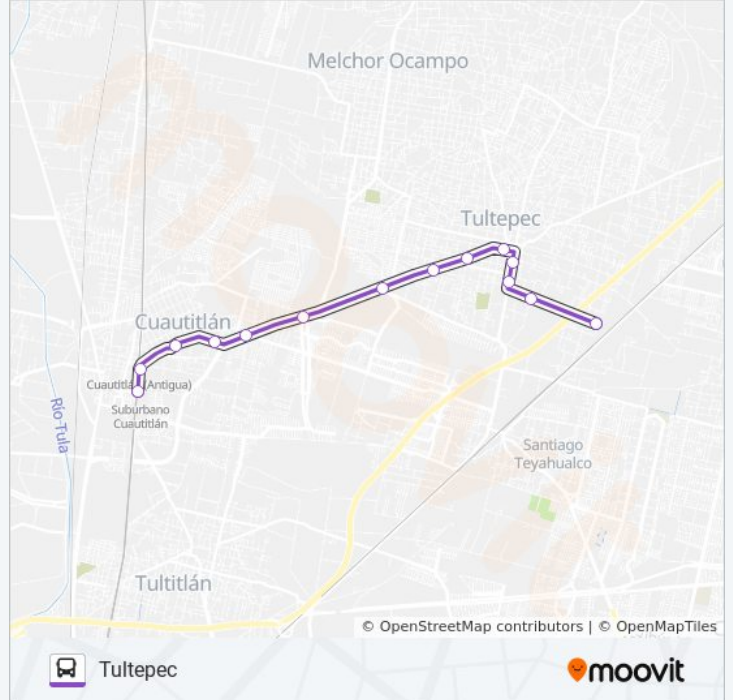 Melchor Ocampo
Tultepec
Cuautitlán
Cuautitlán (Antigua)
Suburbano
Cuautitlán
Río Tula
Santiago
Teyahualco
Tultitlán
© OpenStreetMap contributors | © OpenMapTiles
Tultepec
moovit